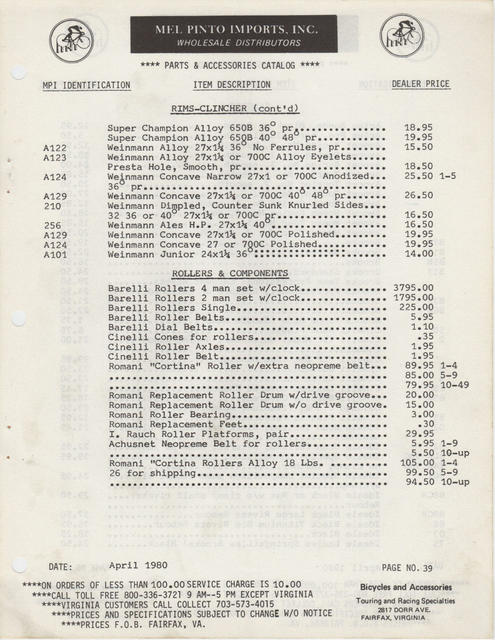 MEL PINTO IMPORTS, INC.
WHOLESALE DISTRIBUTORS
**** PARTS & ACCESSORIES CATALOG ****
MPI IDENTIFICATION ITEM DESCRIPTION DEALER PRICE
RIMS-CLINCHER (cont'd)
Super Champion Alloy 650B 36° pr............... 18.95
Super Champion Alloy 650B 40° 48° pr............ 19.95
A122 Weinmann Alloy 27x1¼ 36° No Ferrules, pr....... 15.50
A123 Weinmann Alloy 27x1¼ or 700C Alloy Eyelets.....
Presta Hole, Smooth, pr........................ 18.50
A124 Weinmann Concave Narrow 27x1 or 700C Anodized... 25.50 1-5
36° pr.........................................
A129 Weinmann Concave 27x1¼ or 700C 40° 48° pr...... 26.50
210 Weinmann Dimpled, Counter Sunk Knurled Sides....
32 36 or 40° 27x1¼ or 700C pr.................. 16.50
256 Weinmann Ales H.P. 27x1¼ 40°................... 16.50
A129 Weinmann Concave 27x1¼ or 700C Polished........ 19.95
A124 Weinmann Concave 27 or 700C Polished........... 19.95
A101 Weinmann Junior 24x1¼ 36°...................... 14.00
ROLLERS & COMPONENTS
Barelli Rollers 4 man set w/clock.............. 3795.00
Barelli Rollers 2 man set w/clock.............. 1795.00
Barelli Rollers Single......................... 225.00
Barelli Roller Belts........................... 5.95
Barelli Dial Belts............................. 1.10
Cinelli Cones for rollers...................... .35
Cinelli Roller Axles........................... 1.95
Cinelli Roller Belt............................ 1.95
Romani "Cortina" Roller w/extra neopreme belt... 89.95 1-4
............................................... 85.00 5-9
............................................... 79.95 10-49
Romani Replacement Roller Drum w/drive groove... 20.00
Romani Replacement Roller Drum w/o drive groove. 15.00
Romani Roller Bearing.......................... 3.00
Romani Replacement Feet........................ .30
I. Rauch Roller Platforms, pair................ 29.95
Achusnet Neopreme Belt for rollers............. 5.95 1-9
............................................... 5.50 10-up
Romani "Cortina Rollers Alloy 18 Lbs. ......... 105.00 1-4
26 for shipping................................ 99.50 5-9
............................................... 94.50 10-up
DATE: April 1980 PAGE NO. 39
****ON ORDERS OF LESS THAN 100.00 SERVICE CHARGE IS 10.00
****CALL TOLL FREE 800-336-3721 9 AM--5 PM EXCEPT VIRGINIA
****VIRGINIA CUSTOMERS CALL COLLECT 703-573-4015
****PRICES AND SPECIFICATIONS SUBJECT TO CHANGE W/O NOTICE
****PRICES F.O.B. FAIRFAX, VA.
Bicycles and Accessories
Touring and Racing Specialties
2817 DORR AVE.
FAIRFAX, VIRGINIA